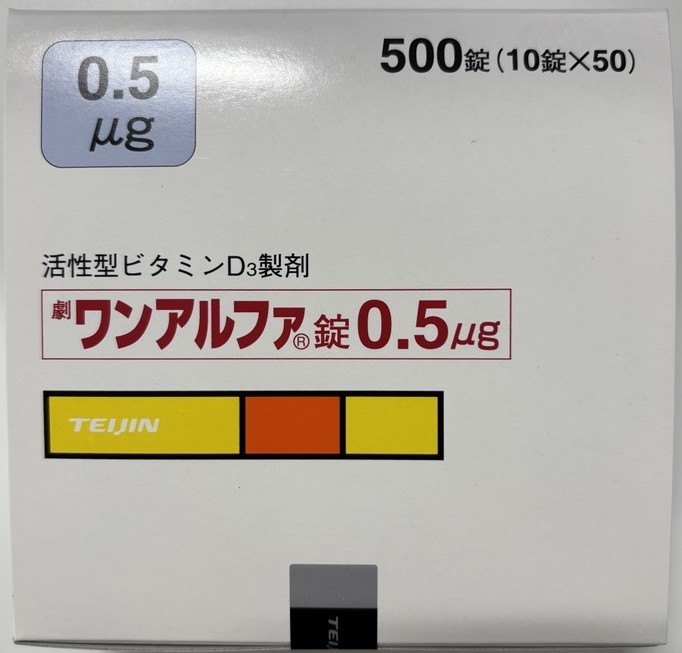 0.5
μg
500錠(10錠×50)
活性型ビタミンD3製剤
劇ワンアルファ®錠0.5μg
TEIJIN
TEI